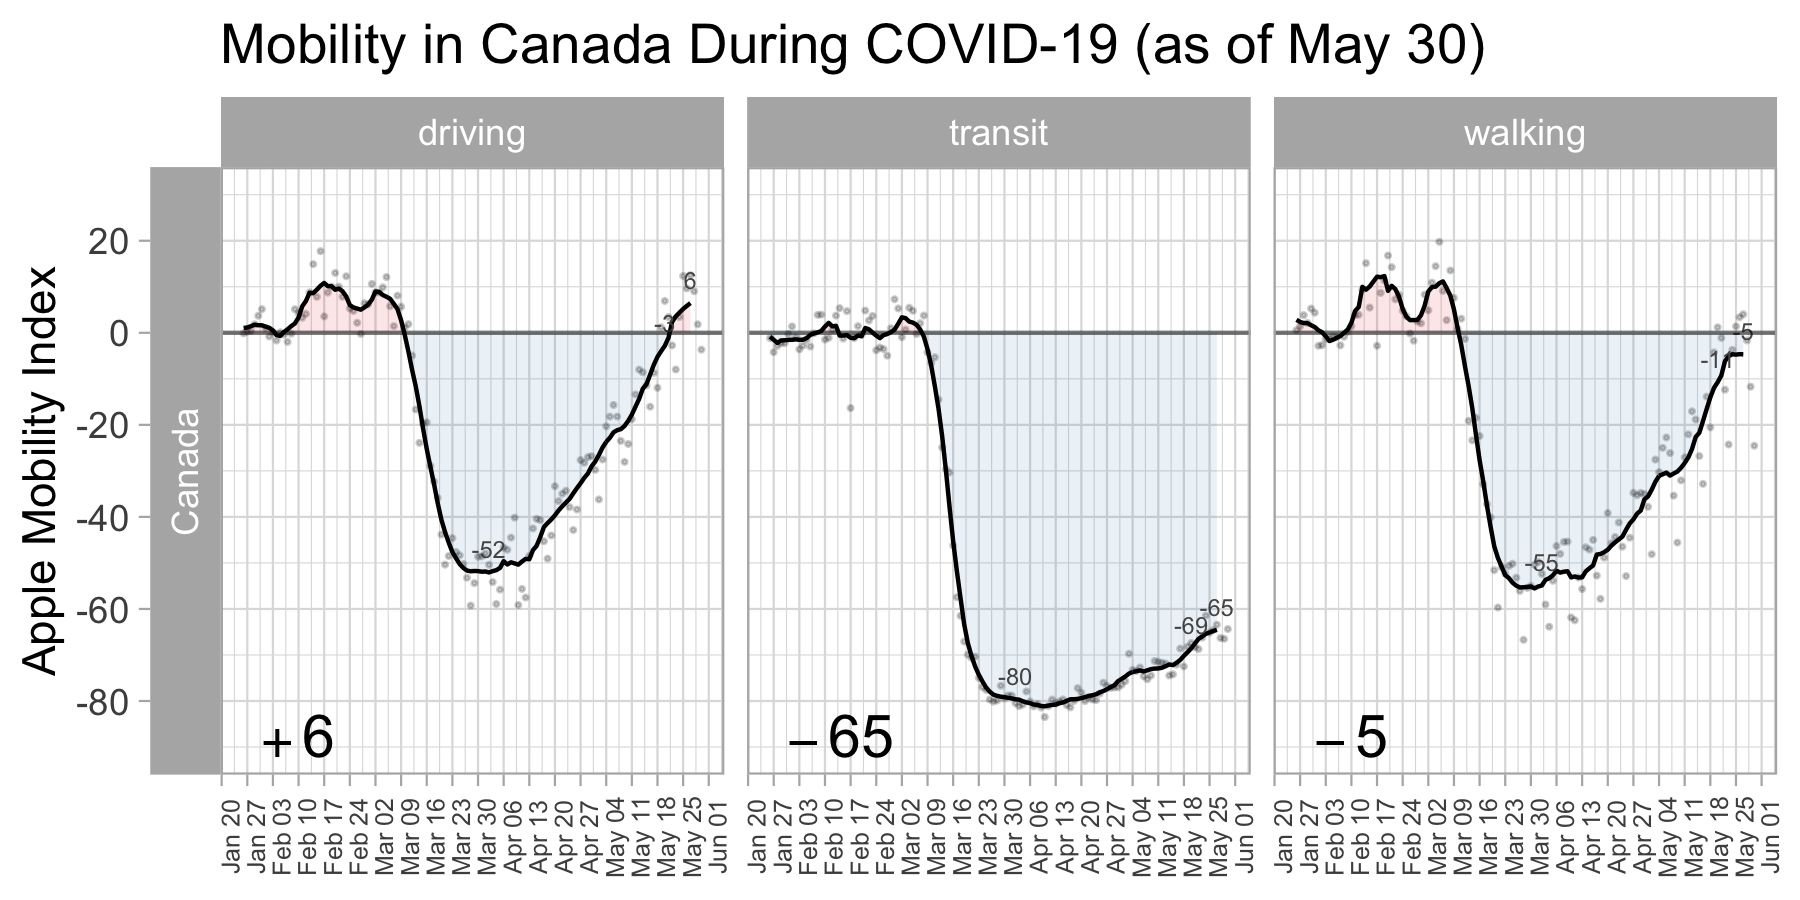 Mobility in Canada During COVID-19 (as of May 30)
driving
transit
walking
Apple Mobility Index
Canada
20
0
-20
-40
-60
-80
6
-3
-52
+6
-65
-69
-80
−65
-5
-11
-55
−5
Jan 20
Jan 27
Feb 03
Feb 10
Feb 17
Feb 24
Mar 02
Mar 09
Mar 16
Mar 23
Mar 30
Apr 06
Apr 13
Apr 20
Apr 27
May 04
May 11
May 18
May 25
Jun 01
Jan 20
Jan 27
Feb 03
Feb 10
Feb 17
Feb 24
Mar 02
Mar 09
Mar 16
Mar 23
Mar 30
Apr 06
Apr 13
Apr 20
Apr 27
May 04
May 11
May 18
May 25
Jun 01
Jan 20
Jan 27
Feb 03
Feb 10
Feb 17
Feb 24
Mar 02
Mar 09
Mar 16
Mar 23
Mar 30
Apr 06
Apr 13
Apr 20
Apr 27
May 04
May 11
May 18
May 25
Jun 01